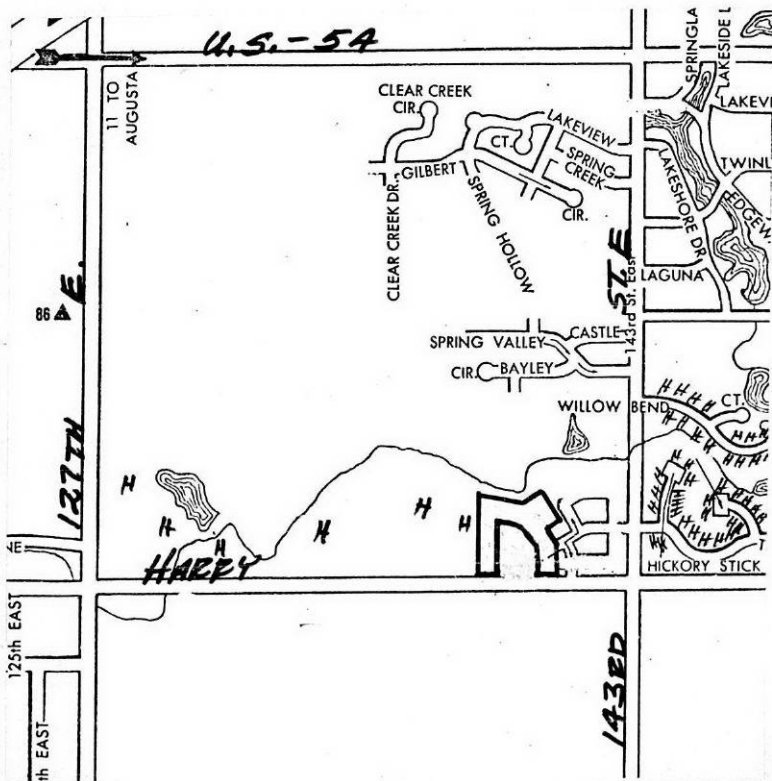 U.S.-54
11 TO
AUGUSTA
SPRINGLA
LAKESIDE L
LAKEVI
CLEAR CREEK
CIR.
LAKEVIEW
CT.
SPRING
CREEK
GILBERT
CIR.
CLEAR CREEK DR.
SPRING HOLLOW
TWINL
LAKESHORE DR
EDGEW
LAGUNA
ST. E
143rd St. East
86
127TH E.
CASTLE
SPRING VALLEY
CIR.
BAYLEY
WILLOW BEND
CT.
C
H
H
H
H
H
H
HARRY
HICKORY STICK
T
E
125th EAST
143RD
th EAST